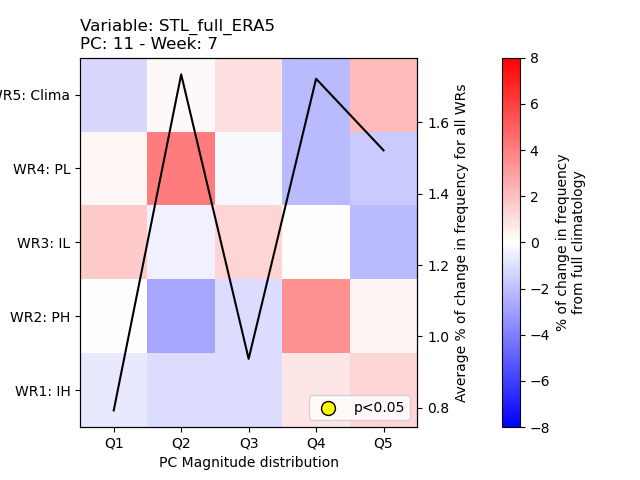 Variable: STL_full_ERA5
PC: 11 - Week: 7
WR5: Clima
WR4: PL
WR3: IL
WR2: PH
WR1: IH
Q1 Q2 Q3 Q4 Q5
PC Magnitude distribution
p<0.05
1.6
1.4
1.2
1.0
0.8
Average % of change in frequency for all WRs
8
6
4
2
0
−2
−4
−6
−8
% of change in frequency
from full climatology